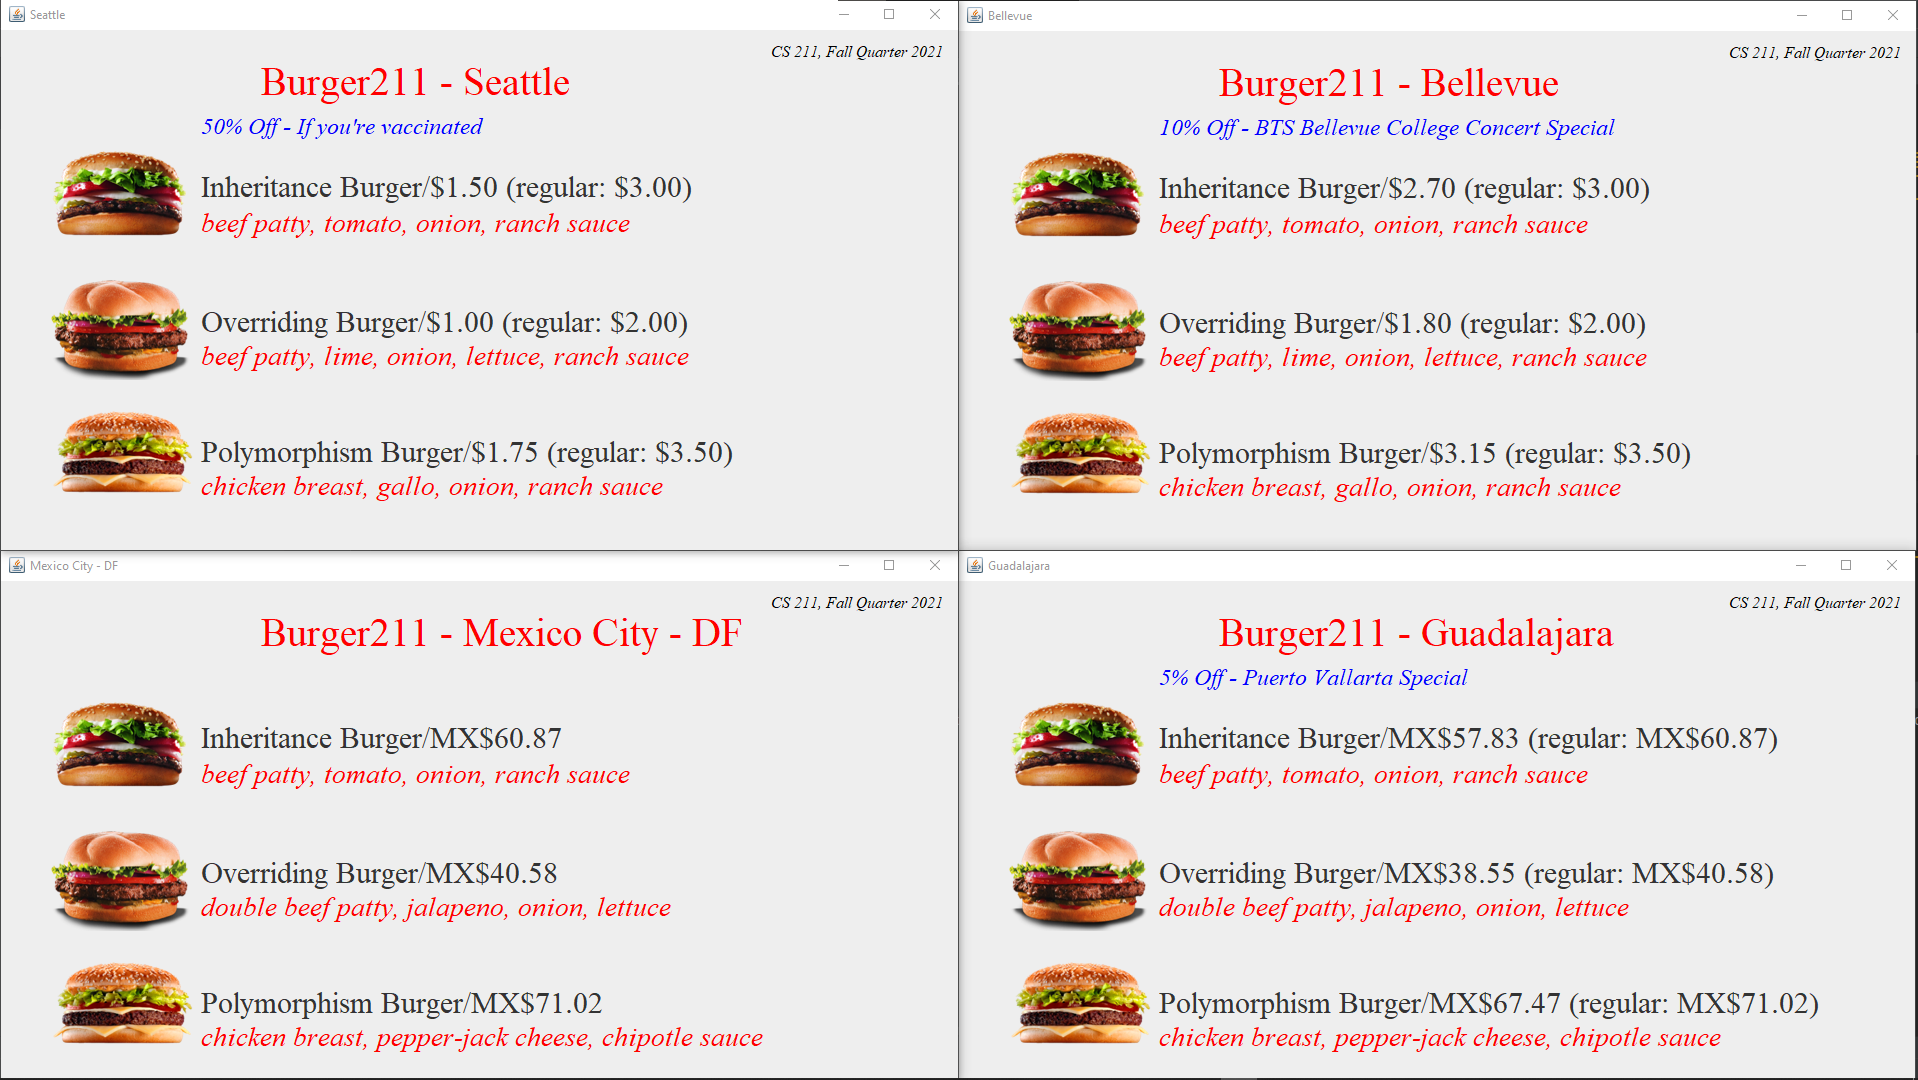 Seattle
CS 211, Fall Quarter 2021
Burger211 - Seattle
50% Off - If you're vaccinated
Inheritance Burger/$1.50 (regular: $3.00)
beef patty, tomato, onion, ranch sauce
Overriding Burger/$1.00 (regular: $2.00)
beef patty, lime, onion, lettuce, ranch sauce
Polymorphism Burger/$1.75 (regular: $3.50)
chicken breast, gallo, onion, ranch sauce
Bellevue
CS 211, Fall Quarter 2021
Burger211 - Bellevue
10% Off - BTS Bellevue College Concert Special
Inheritance Burger/$2.70 (regular: $3.00)
beef patty, tomato, onion, ranch sauce
Overriding Burger/$1.80 (regular: $2.00)
beef patty, lime, onion, lettuce, ranch sauce
Polymorphism Burger/$3.15 (regular: $3.50)
chicken breast, gallo, onion, ranch sauce
Mexico City - DF
CS 211, Fall Quarter 2021
Burger211 - Mexico City - DF
Inheritance Burger/MX$60.87
beef patty, tomato, onion, ranch sauce
Overriding Burger/MX$40.58
double beef patty, jalapeno, onion, lettuce
Polymorphism Burger/MX$71.02
chicken breast, pepper-jack cheese, chipotle sauce
Guadalajara
CS 211, Fall Quarter 2021
Burger211 - Guadalajara
5% Off - Puerto Vallarta Special
Inheritance Burger/MX$57.83 (regular: MX$60.87)
beef patty, tomato, onion, ranch sauce
Overriding Burger/MX$38.55 (regular: MX$40.58)
double beef patty, jalapeno, onion, lettuce
Polymorphism Burger/MX$67.47 (regular: MX$71.02)
chicken breast, pepper-jack cheese, chipotle sauce